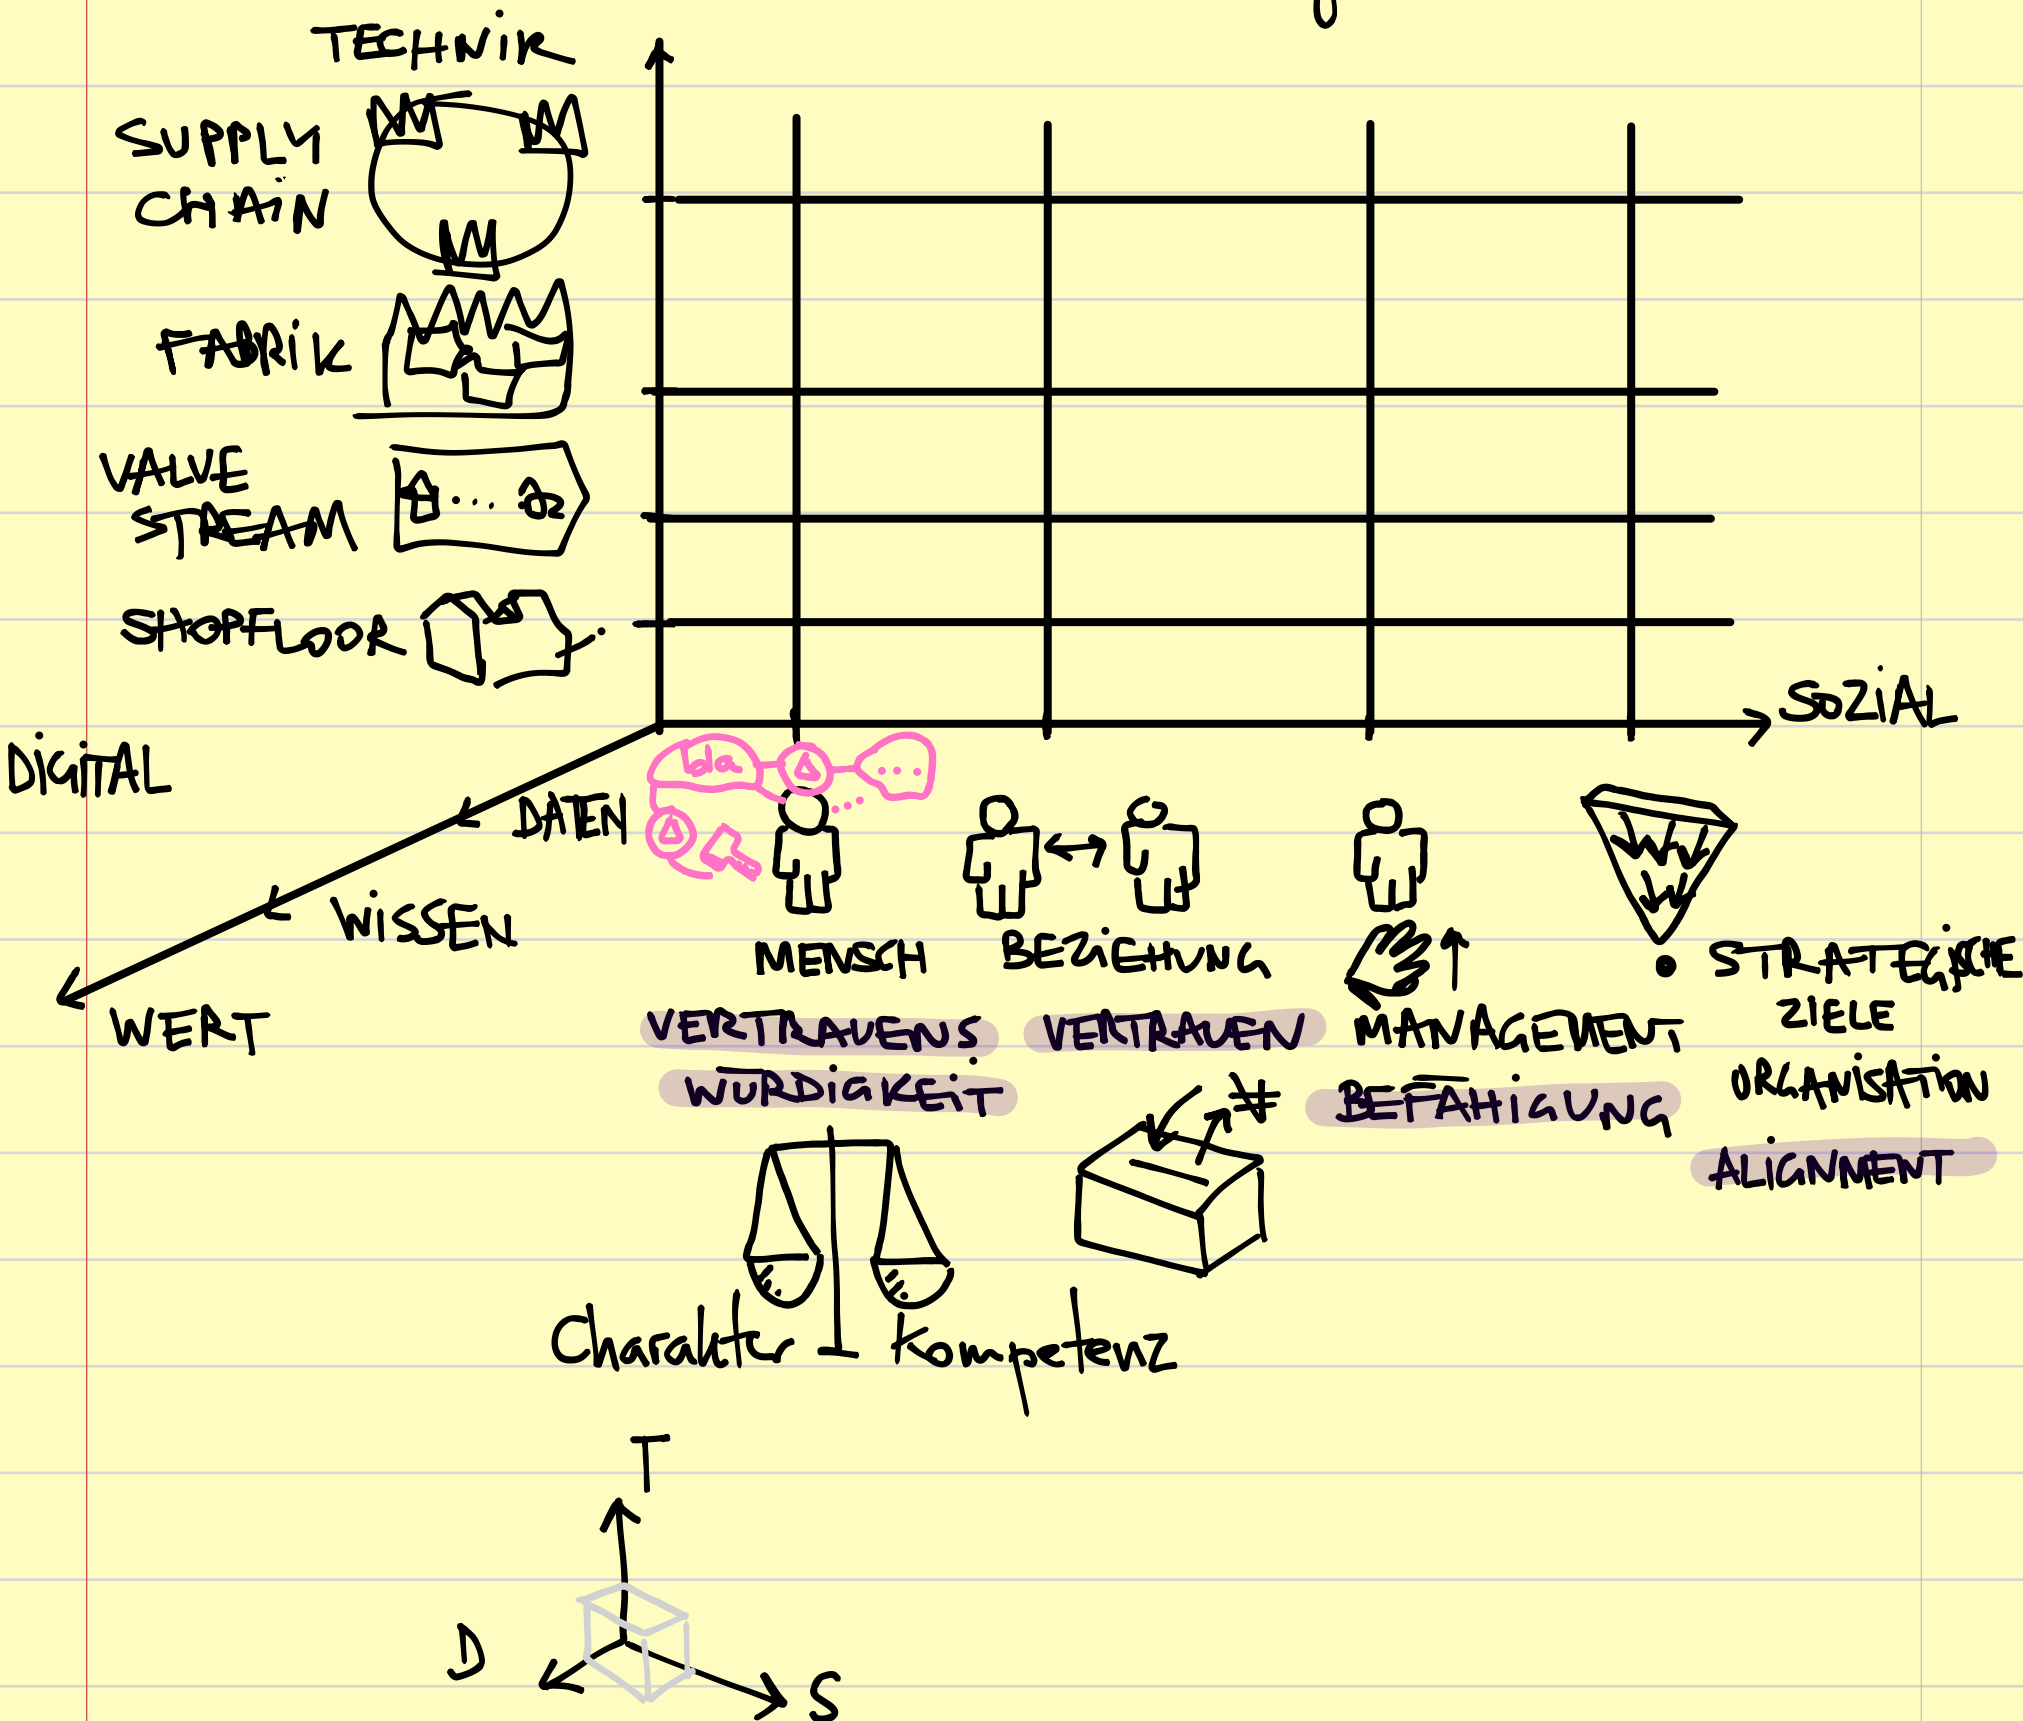 TECHNIK
SUPPLY
CHAIN
FABRIK
VALUE
STREAM
SHOPFLOOR
SOZIAL
DIGITAL
DATEN
WISSEN
WERT
MENSCH
BEZIEHUNG
MANAGEMENT
STRATEGISCHE
ZIELE
ORGANISATION
VERTRAUENS
WÜRDIGKEIT
VERTRAUEN
BEFÄHIGUNG
ALIGNMENT
Charakter Kompetenz
T
D
S